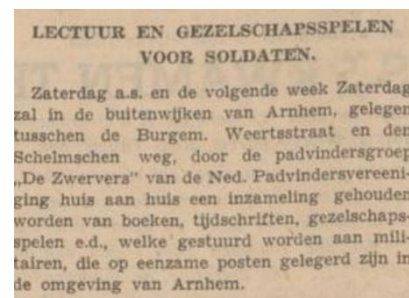 LECTUUR EN GEZELSCHAPSSPELEN
VOOR SOLDATEN.
Zaterdag a.s. en de volgende week Zaterdag
zal in de buitenwijken van Arnhem, gelegen
tusschen de Burgem. Weertsstraat en den
Schelmschen weg, door de padvindersgroep
„De Zwervers" van de Ned. Padvindersvereeni-
ging huis aan huis een inzameling gehouden
worden van boeken, tijdschriften, gezelschaps-
spelen e.d., welke gestuurd worden aan mili-
tairen, die op eenzame posten gelegerd zijn in
de omgeving van Arnhem.